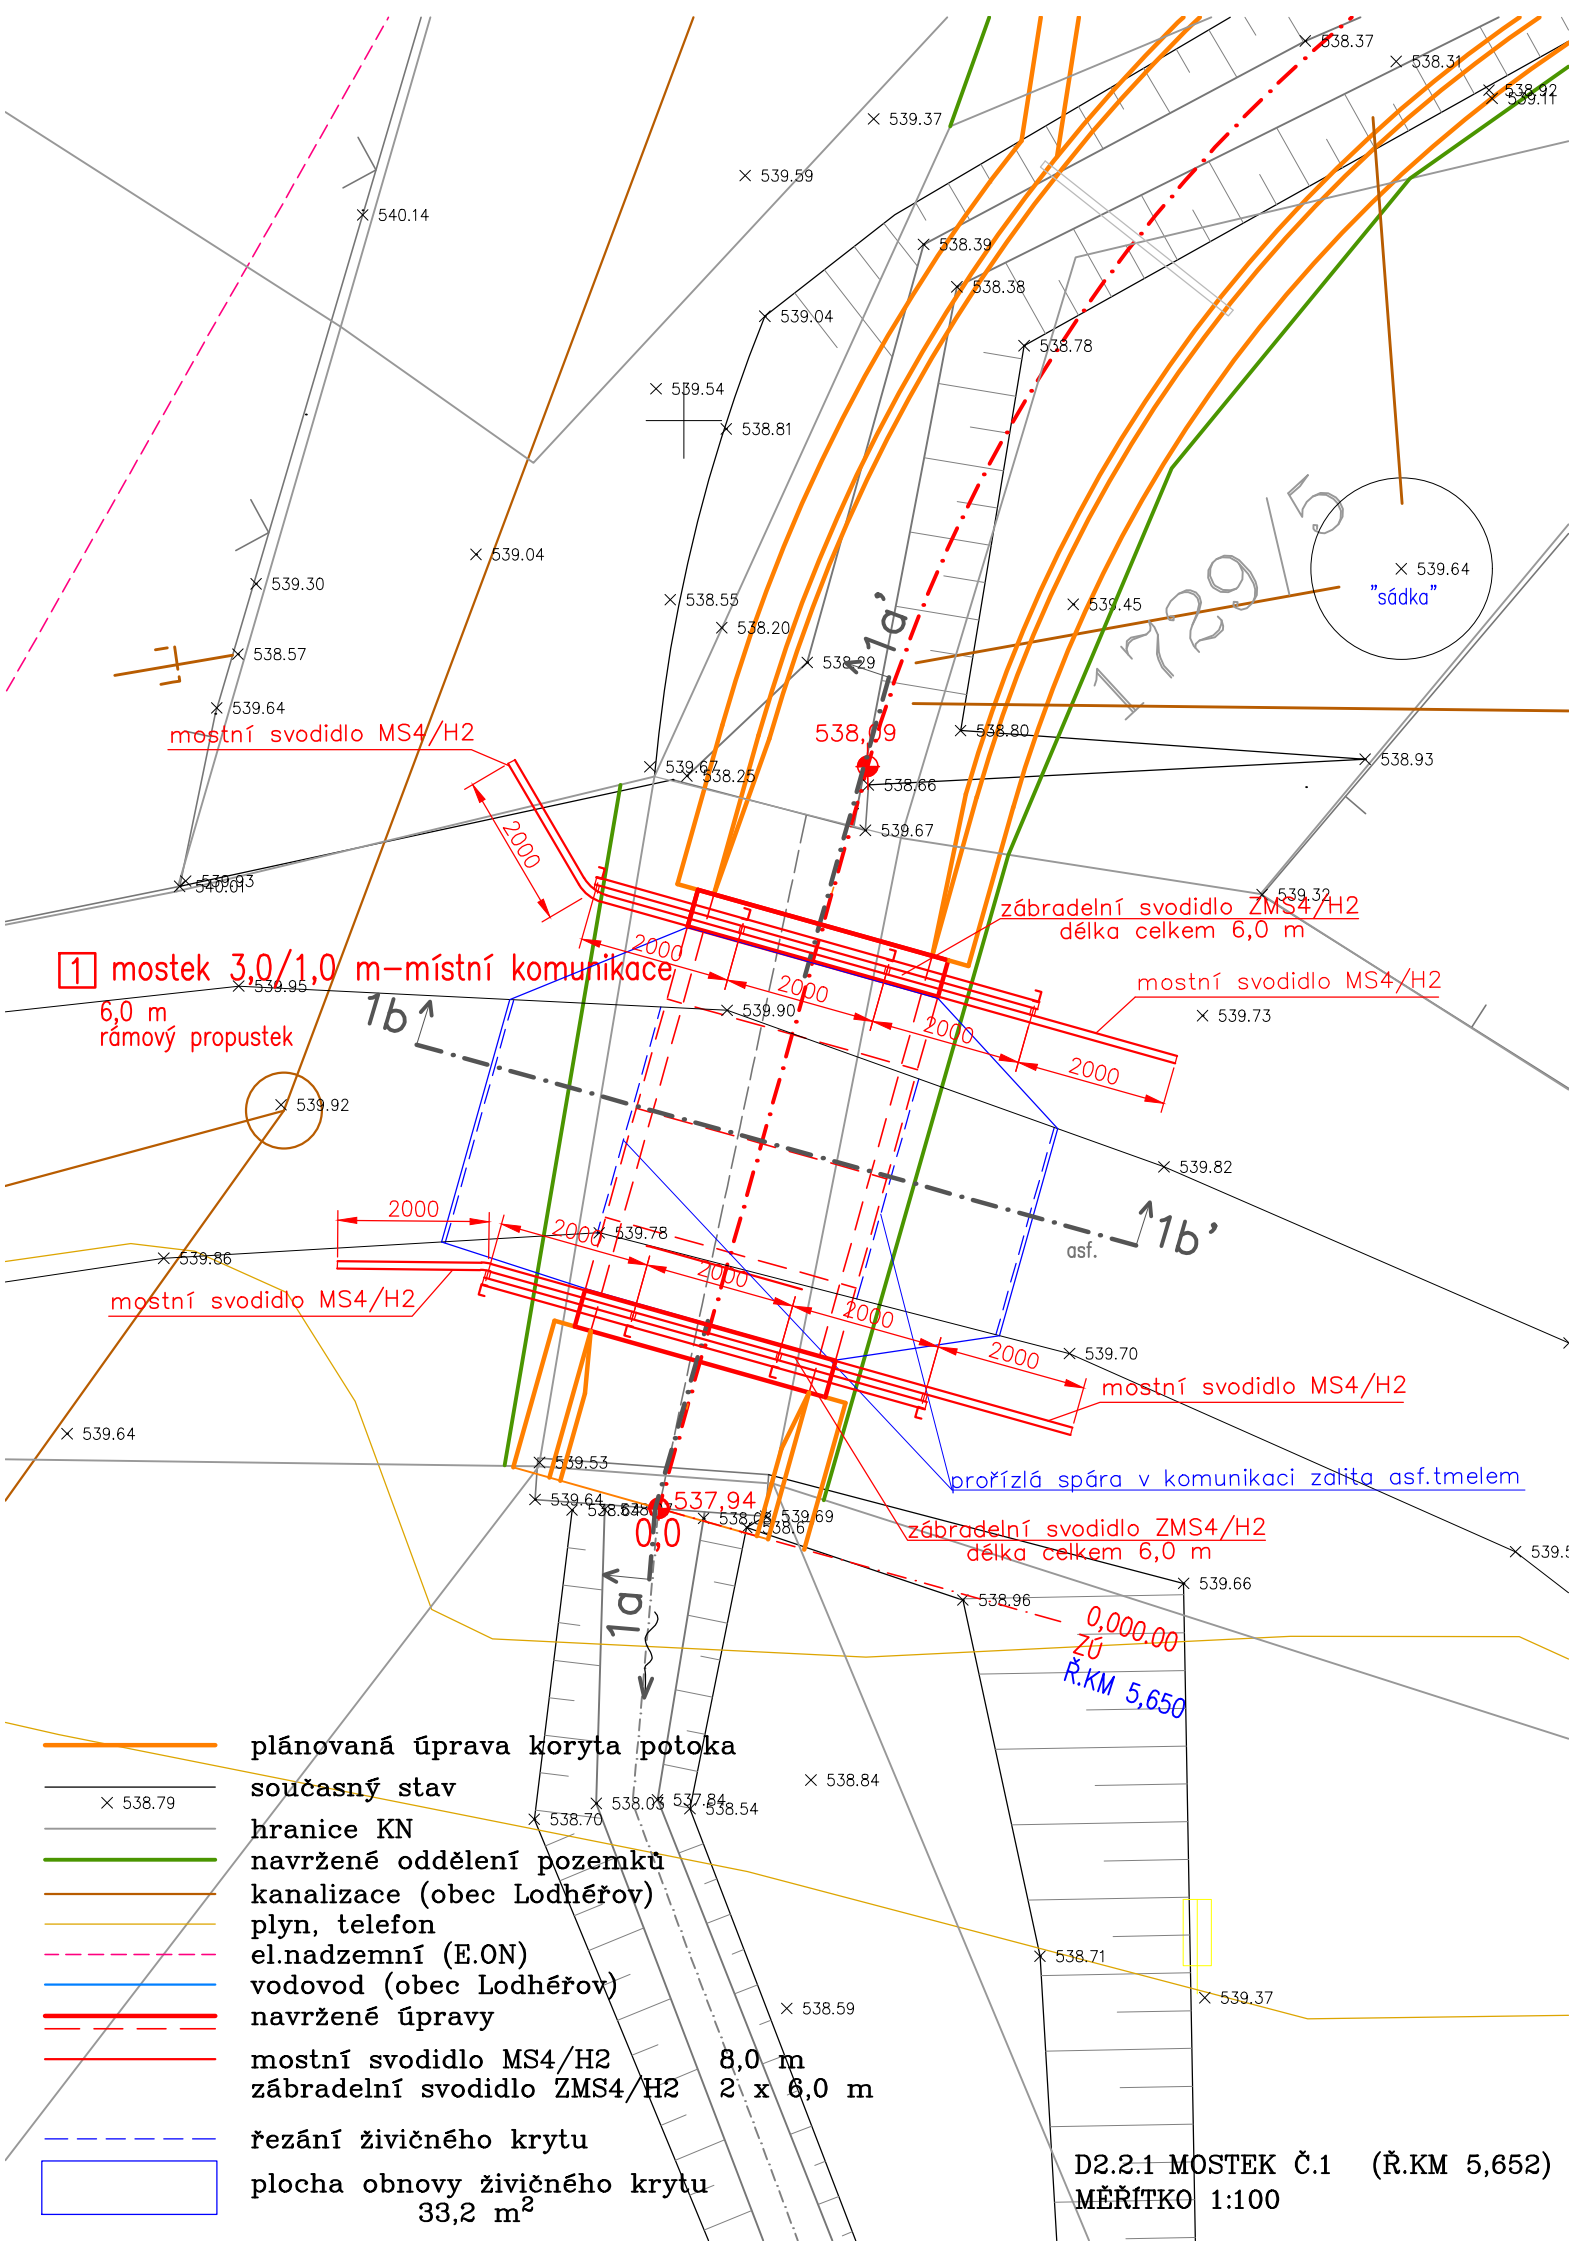 538.37
538.31
538.92
539.11
539.37
539.59
540.14
538.39
538.38
539.04
538.78
539.54
538.81
1729/5
539.04
539.64
"sádka"
539.30
538.55
539.45
538.20
1a'
538.57
538.29
539.64
mostní svodidlo MS4/H2
538,09
538.80
538.93
539.67
538.25
538.66
2000
539.67
539.93
540.01
539.32
zábradelní svodidlo ZMS4/H2
délka celkem 6,0 m
2000
1 mostek 3,0/1,0 m-místní komunikace
mostní svodidlo MS4/H2
539.95
2000
6,0 m
1b
539.90
539.73
rámový propustek
2000
2000
539.92
539.82
2000
539.78
2000
1b'
asf.
539.86
2000
mostní svodidlo MS4/H2
2000
2000
539.70
mostní svodidlo MS4/H2
539.64
539.53
prořízlá spára v komunikaci zalita asf.tmelem
539.64
537,94
539.69
0,0
zábradelní svodidlo ZMS4/H2
délka celkem 6,0 m
539.66
538.96
1a
0,000.00
ZÚ
Ř.KM 5,650
plánovaná úprava koryta potoka
současný stav
538.79
538.84
538.70
538.03
537.84
538.54
hranice KN
navržené oddělení pozemků
kanalizace (obec Lodhéřov)
plyn, telefon
el.nadzemní (E.ON)
538.71
vodovod (obec Lodhéřov)
539.37
538.59
navržené úpravy
mostní svodidlo MS4/H2 8,0 m
zábradelní svodidlo ZMS4/H2 2 x 6,0 m
řezání živičného krytu
plocha obnovy živičného krytu
33,2 m²
D2.2.1 MOSTEK Č.1 (Ř.KM 5,652)
MĚŘÍTKO 1:100